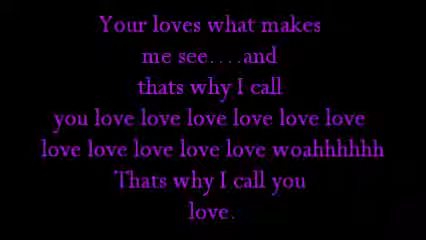 Your loves what makes
me see....and
thats why I call
you love love love love love love
love love love love love woahhhhhh
Thats why I call you
love.